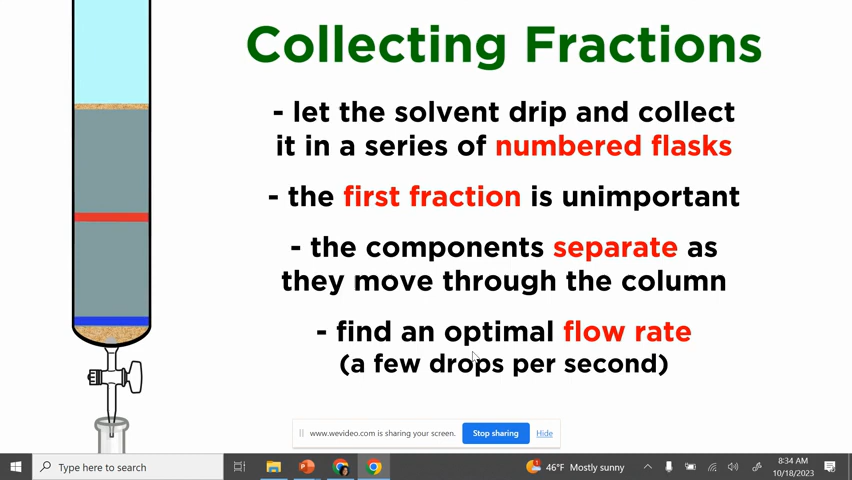 Collecting Fractions
- let the solvent drip and collect
it in a series of numbered flasks
- the first fraction is unimportant
- the components separate as
they move through the column
- find an optimal flow rate
(a few drops per second)
www.wevideo.com is sharing your screen.
Stop sharing
Hide
Type here to search
46°F Mostly sunny
8:34 AM
10/18/2023